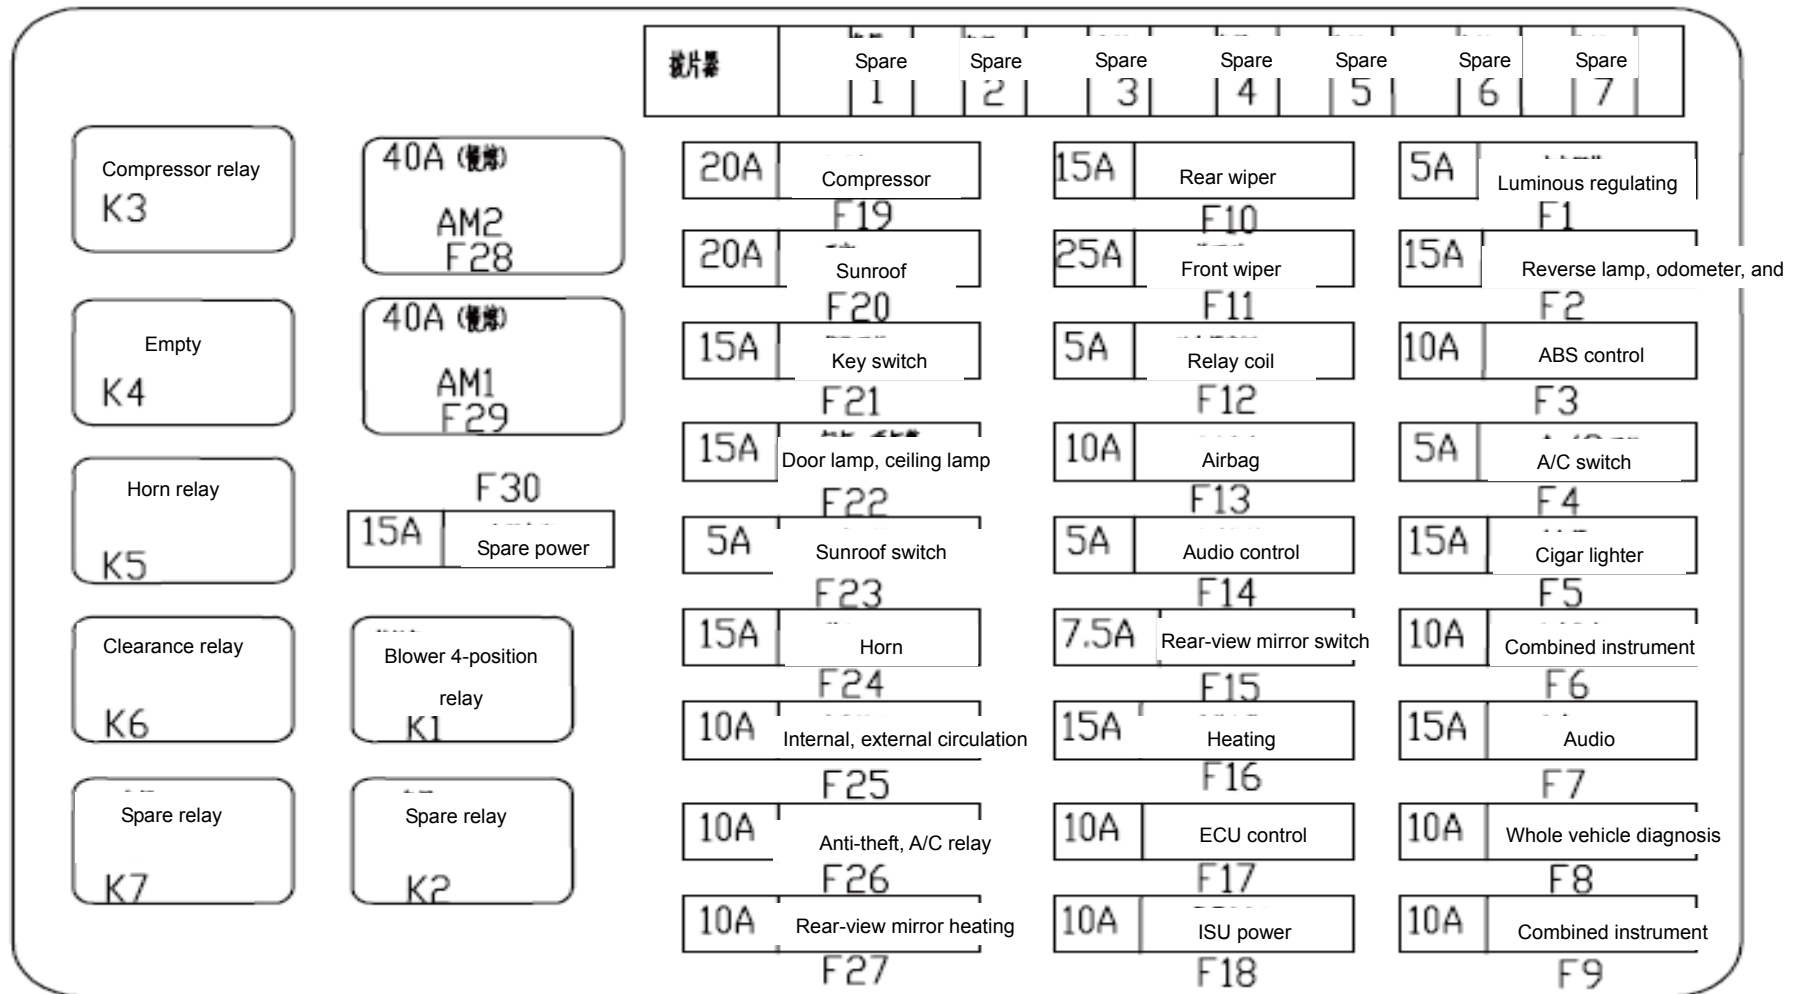 拔片器
Spare Spare Spare Spare Spare Spare Spare
1 2 3 4 5 6 7
Compressor relay
K3
40A (慢熔)
AM2
F28
20A Compressor
F19
15A Rear wiper
F10
5A Luminous regulating
F1
20A Sunroof
F20
25A Front wiper
F11
15A Reverse lamp, odometer, and
F2
Empty
K4
40A (慢熔)
AM1
F29
15A Key switch
F21
5A Relay coil
F12
10A ABS control
F3
15A Door lamp, ceiling lamp
F22
10A Airbag
F13
5A A/C switch
F4
Horn relay
K5
F30
15A Spare power
5A Sunroof switch
F23
5A Audio control
F14
15A Cigar lighter
F5
Clearance relay
K6
Blower 4-position
relay
K1
15A Horn
F24
7.5A Rear-view mirror switch
F15
10A Combined instrument
F6
10A Internal, external circulation
F25
15A Heating
F16
15A Audio
F7
Spare relay
K7
Spare relay
K2
10A Anti-theft, A/C relay
F26
10A ECU control
F17
10A Whole vehicle diagnosis
F8
10A Rear-view mirror heating
F27
10A ISU power
F18
10A Combined instrument
F9